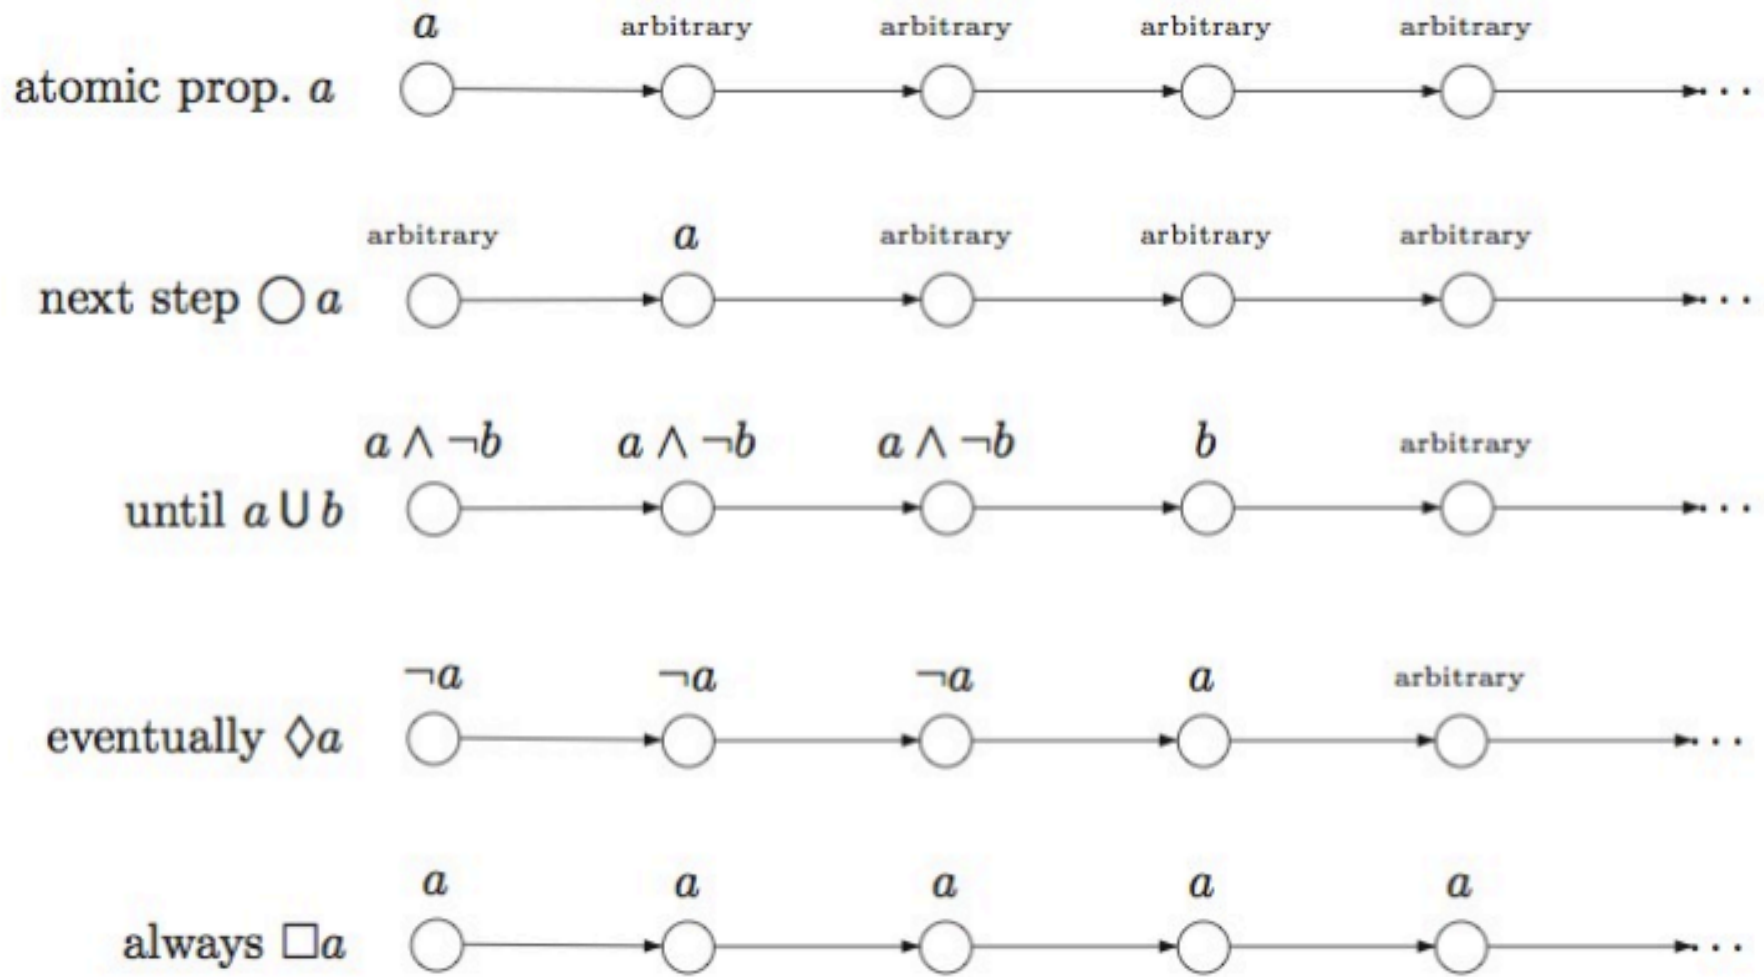 a arbitrary arbitrary arbitrary arbitrary
atomic prop. a ...
arbitrary a arbitrary arbitrary arbitrary
next step ◯ a ...
a ∧ ¬b a ∧ ¬b a ∧ ¬b b arbitrary
until a U b ...
¬a ¬a ¬a a arbitrary
eventually ◊a ...
a a a a a
always □a ...